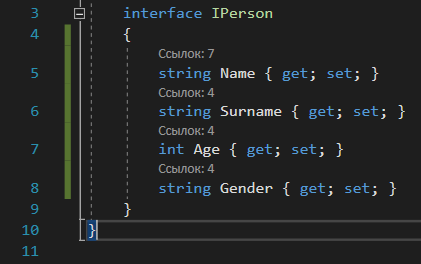 3 interface IPerson
4 {
Ссылок: 7
5 string Name { get; set; }
Ссылок: 4
6 string Surname { get; set; }
Ссылок: 4
7 int Age { get; set; }
Ссылок: 4
8 string Gender { get; set; }
9 }
10 }
11